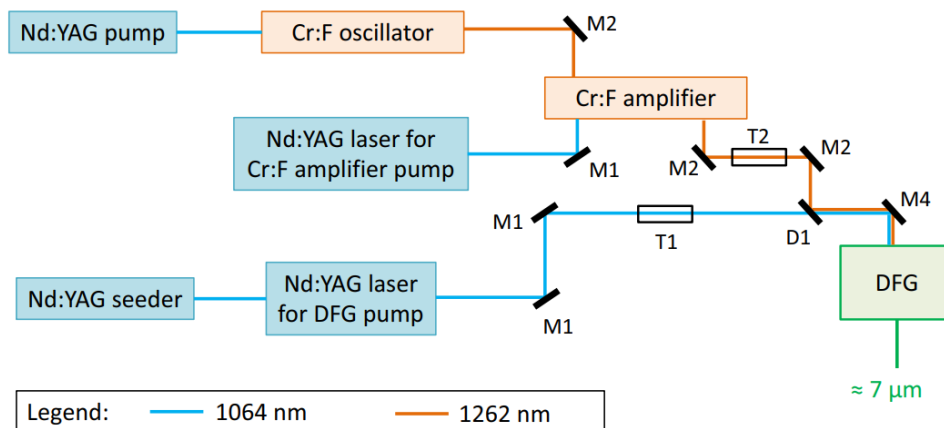 Nd:YAG pump
Cr:F oscillator
M2
Cr:F amplifier
Nd:YAG laser for
Cr:F amplifier pump
M1
M2
T2
M2
M1
T1
D1
M4
Nd:YAG seeder
Nd:YAG laser
for DFG pump
M1
DFG
≈ 7 μm
Legend:
1064 nm
1262 nm